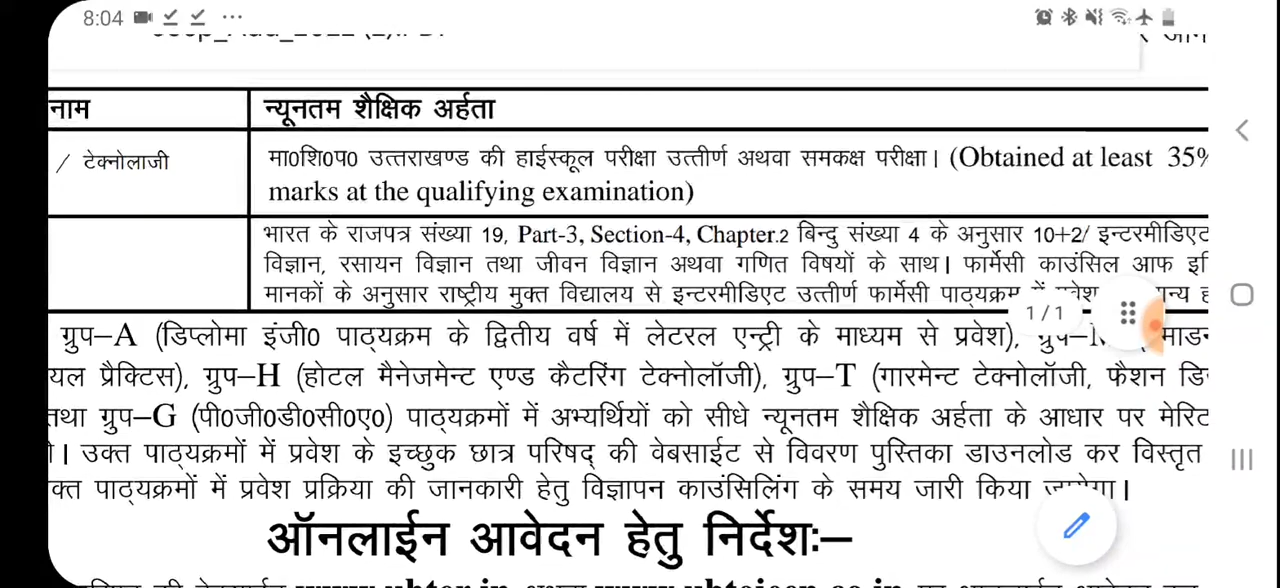 8:04
नाम न्यूनतम शैक्षिक अर्हता
/ टेक्नोलाजी मा0शि0प0 उत्तराखण्ड की हाईस्कूल परीक्षा उत्तीर्ण अथवा समकक्ष परीक्षा। (Obtained at least 35%
marks at the qualifying examination)
भारत के राजपत्र संख्या 19, Part-3, Section-4, Chapter.2 बिन्दु संख्या 4 के अनुसार 10+2/ इन्टरमीडिएट
विज्ञान, रसायन विज्ञान तथा जीवन विज्ञान अथवा गणित विषयों के साथ। फार्मेसी काउंसिल आफ
मानकों के अनुसार राष्ट्रीय मुक्त विद्यालय से इन्टरमीडिएट उत्तीर्ण फार्मेसी पाठ्यक्रम
1/1
ग्रुप–A (डिप्लोमा इंजी0 पाठ्यक्रम के द्वितीय वर्ष में लेटरल एन्ट्री के माध्यम से प्रवेश),
यल प्रैक्टिस), ग्रुप–H (होटल मैनेजमेन्ट एण्ड कैटरिंग टेक्नोलॉजी), ग्रुप–T (गारमेन्ट टेक्नोलॉजी, फैशन
तथा ग्रुप–G (पी0जी0डी0सी0ए0) पाठ्यक्रमों में अभ्यर्थियों को सीधे न्यूनतम शैक्षिक अर्हता के आधार पर मेरिट
। उक्त पाठ्यक्रमों में प्रवेश के इच्छुक छात्र परिषद् की वेबसाईट से विवरण पुस्तिका डाउनलोड कर विस्तृत
क्त पाठ्यक्रमों में प्रवेश प्रक्रिया की जानकारी हेतु विज्ञापन काउंसिलिंग के समय जारी किया जायेगा।
ऑनलाईन आवेदन हेतु निर्देशः–